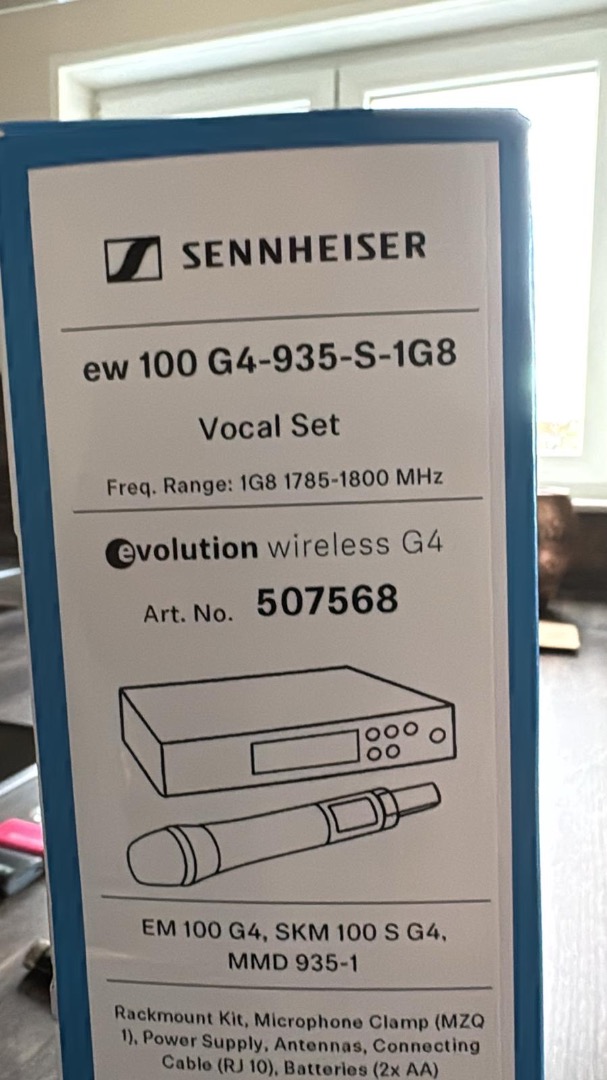 SENNHEISER
ew 100 G4-935-S-1G8
Vocal Set
Freq. Range: 1G8 1785-1800 MHz
evolution wireless G4
Art. No. 507568
EM 100 G4, SKM 100 S G4,
MMD 935-1
Rackmount Kit, Microphone Clamp (MZQ
1), Power Supply, Antennas, Connecting
Cable (RJ 10), Batteries (2x AA)